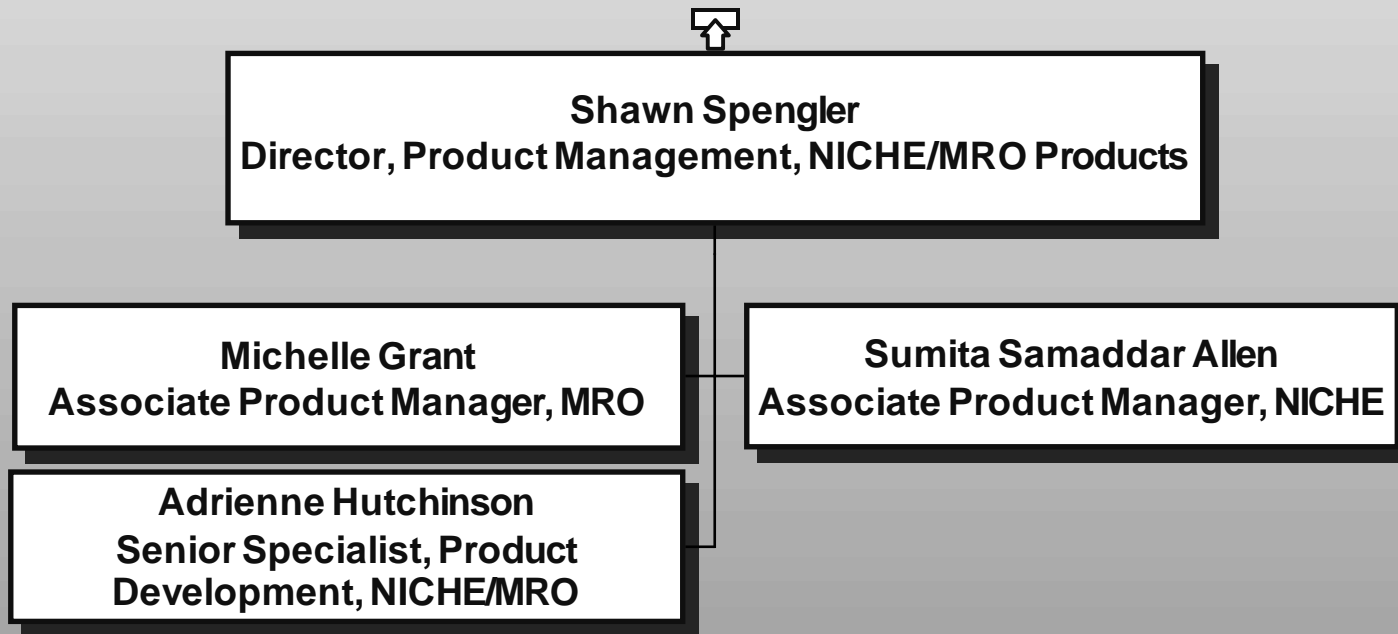 Shawn Spengler
Director, Product Management, NICHE/MRO Products
Michelle Grant
Associate Product Manager, MRO
Sumita Samaddar Allen
Associate Product Manager, NICHE
Adrienne Hutchinson
Senior Specialist, Product
Development, NICHE/MRO